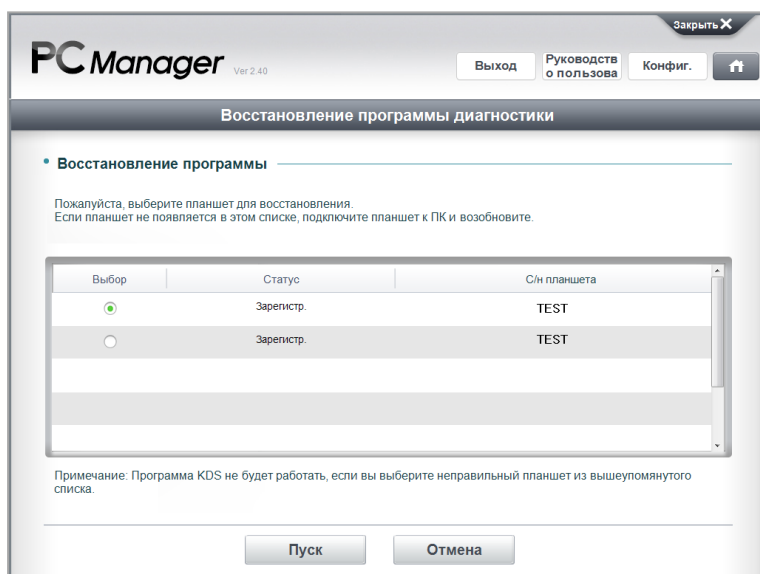 Закрыть X
PC Manager Ver 2.40
Выход
Руководств
о пользова
Конфиг.
Восстановление программы диагностики
Восстановление программы
Пожалуйста, выберите планшет для восстановления.
Если планшет не появляется в этом списке, подключите планшет к ПК и возобновите.
Выбор Статус С/н планшета
Зарегистр. TEST
Зарегистр. TEST
Примечание: Программа KDS не будет работать, если вы выберите неправильный планшет из вышеупомянутого
списка.
Пуск Отмена